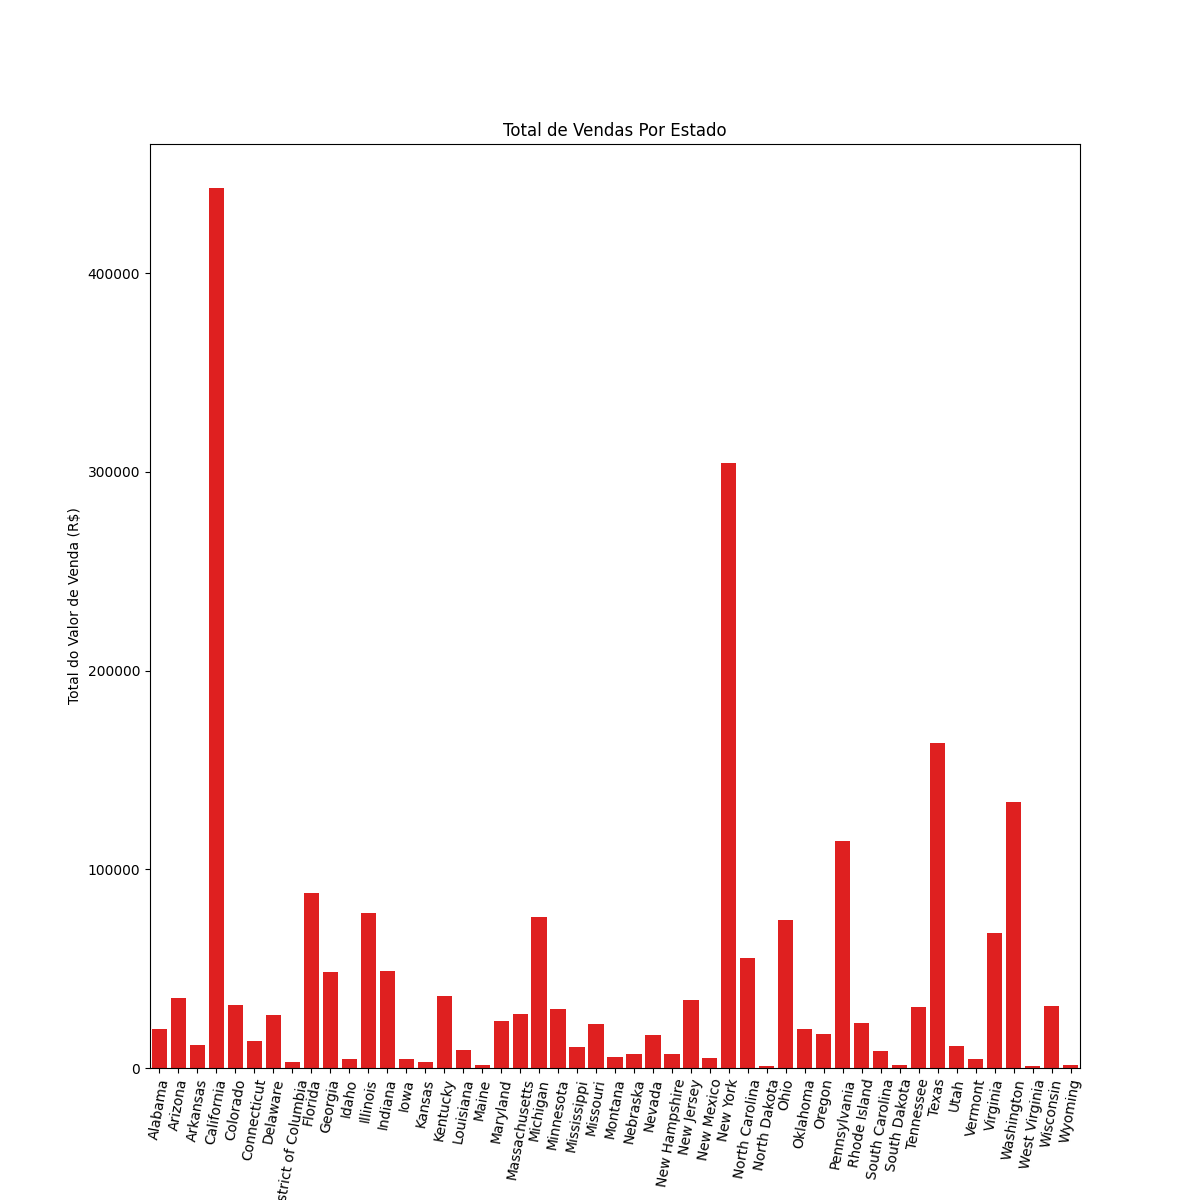 Total de Vendas Por Estado
Total do Valor de Venda (R$)
400000
300000
200000
100000
0
Alabama
Arizona
Arkansas
California
Colorado
Connecticut
Delaware
strict of Columbia
Florida
Georgia
Idaho
Illinois
Indiana
Iowa
Kansas
Kentucky
Louisiana
Maine
Maryland
Massachusetts
Michigan
Minnesota
Mississippi
Missouri
Montana
Nebraska
Nevada
New Hampshire
New Jersey
New Mexico
New York
North Carolina
North Dakota
Ohio
Oklahoma
Oregon
Pennsylvania
Rhode Island
South Carolina
South Dakota
Tennessee
Texas
Utah
Vermont
Virginia
Washington
West Virginia
Wisconsin
Wyoming